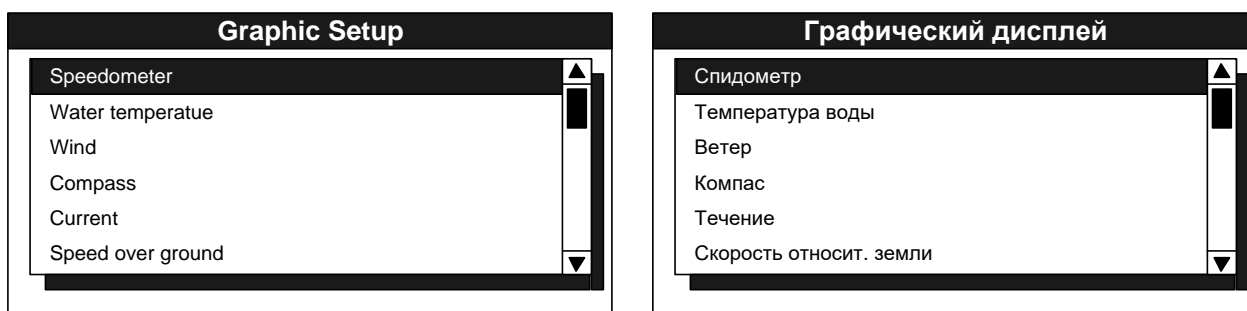 Graphic Setup
Speedometer
Water temperatue
Wind
Compass
Current
Speed over ground
Графический дисплей
Спидометр
Температура воды
Ветер
Компас
Течение
Скорость относит. земли